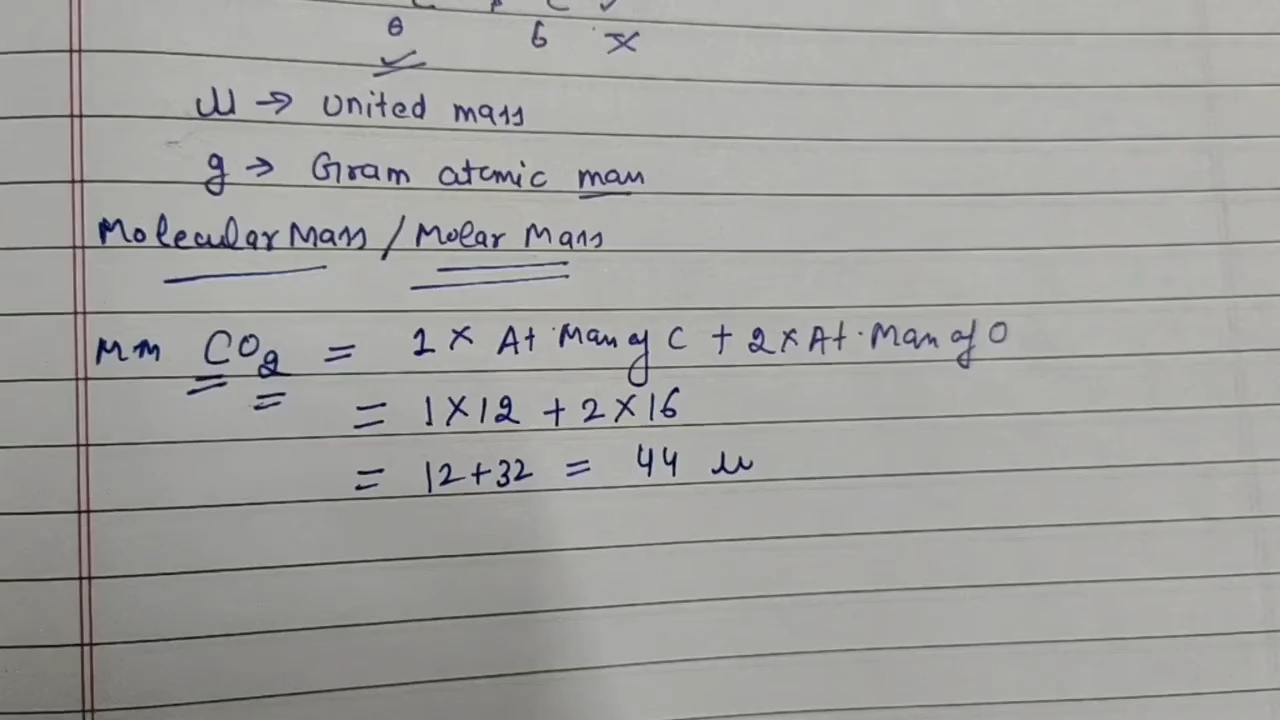 6 x
u → United mass
g → Gram atomic mass
Molecular Mass / Molar Mass
MM CO2 = 1 × At. Mass of C + 2 × At. Mass of O
= 1×12 + 2×16
= 12+32 = 44 u